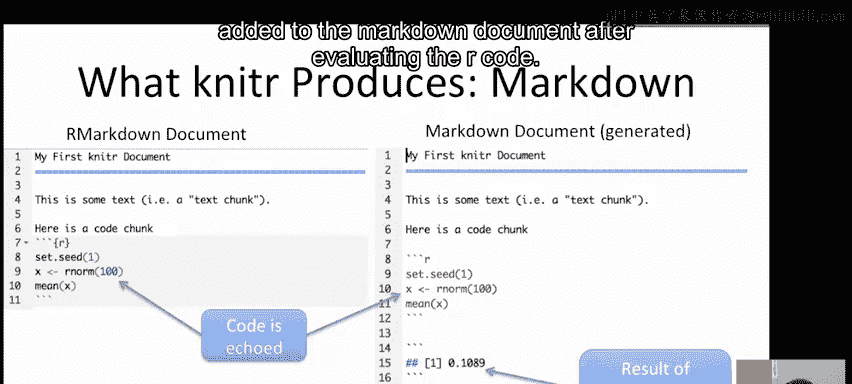 added to the markdown document after
evaluating the r code.
What knitr Produces: Markdown
RMarkdown Document
Markdown Document (generated)
1 My First knitr Document
2 ================================================
3
4 This is some text (i.e. a "text chunk").
5
6 Here is a code chunk
7 ```{r}
8 set.seed(1)
9 x <- rnorm(100)
10 mean(x)
11 ```
Code is
echoed
1 My First knitr Document
2 ================================================
3
4 This is some text (i.e. a "text chunk").
5
6 Here is a code chunk
7
8 ```r
9 set.seed(1)
10 x <- rnorm(100)
11 mean(x)
12 ```
13
14 ```
15 ## [1] 0.1089
16 ```
Result of